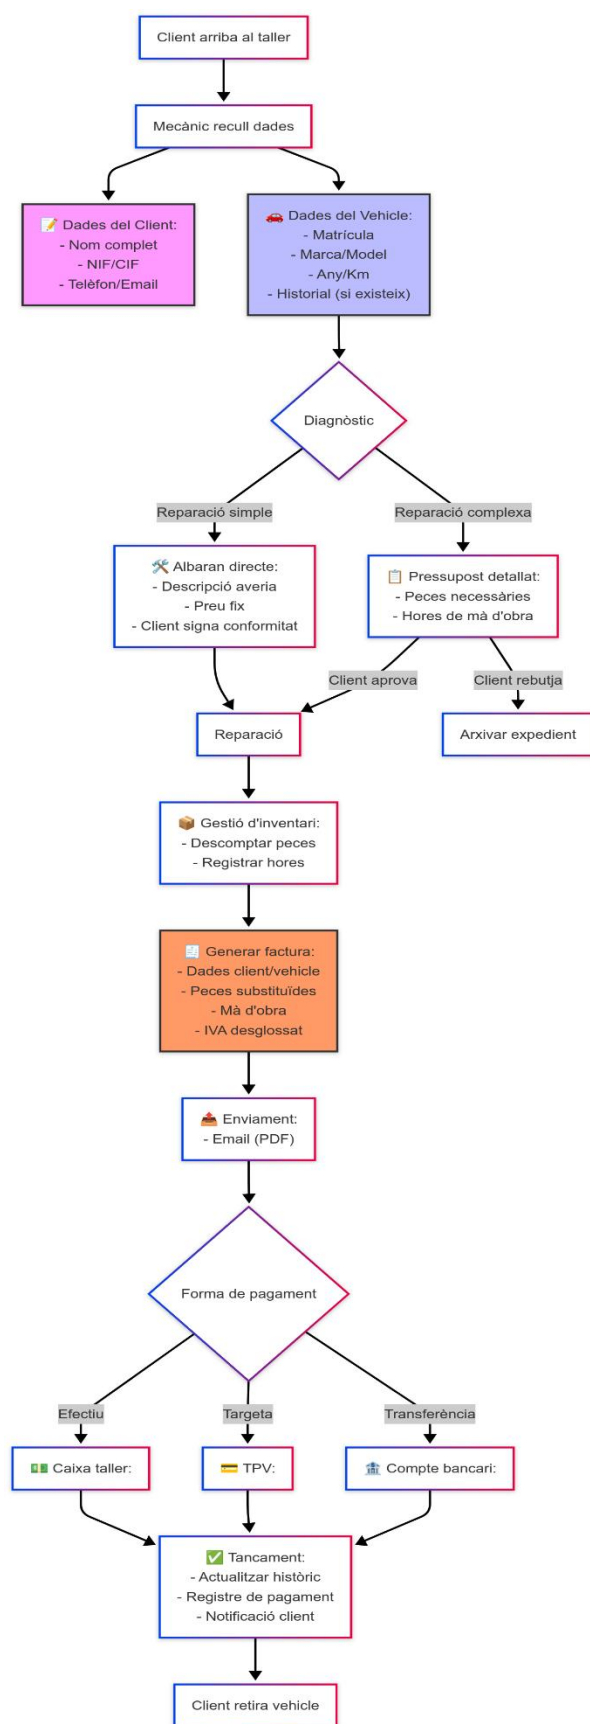 Client arriba al taller
Mecànic recull dades
📝 Dades del Client:
- Nom complet
- NIF/CIF
- Telèfon/Email
🚗 Dades del Vehicle:
- Matrícula
- Marca/Model
- Any/Km
- Historial (si existeix)
Diagnòstic
Reparació simple
Reparació complexa
🛠️ Albaran directe:
- Descripció averia
- Preu fix
- Client signa conformitat
📋 Pressupost detallat:
- Peces necessàries
- Hores de mà d'obra
Client aprova
Client rebutja
Reparació
Arxivar expedient
📦 Gestió d'inventari:
- Descomptar peces
- Registrar hores
🧾 Generar factura:
- Dades client/vehicle
- Peces substituïdes
- Mà d'obra
- IVA desglossat
📤 Enviament:
- Email (PDF)
Forma de pagament
Efectiu
Targeta
Transferència
💵 Caixa taller:
💳 TPV:
🏦 Compte bancari:
✅ Tancament:
- Actualitzar històric
- Registre de pagament
- Notificació client
Client retira vehicle